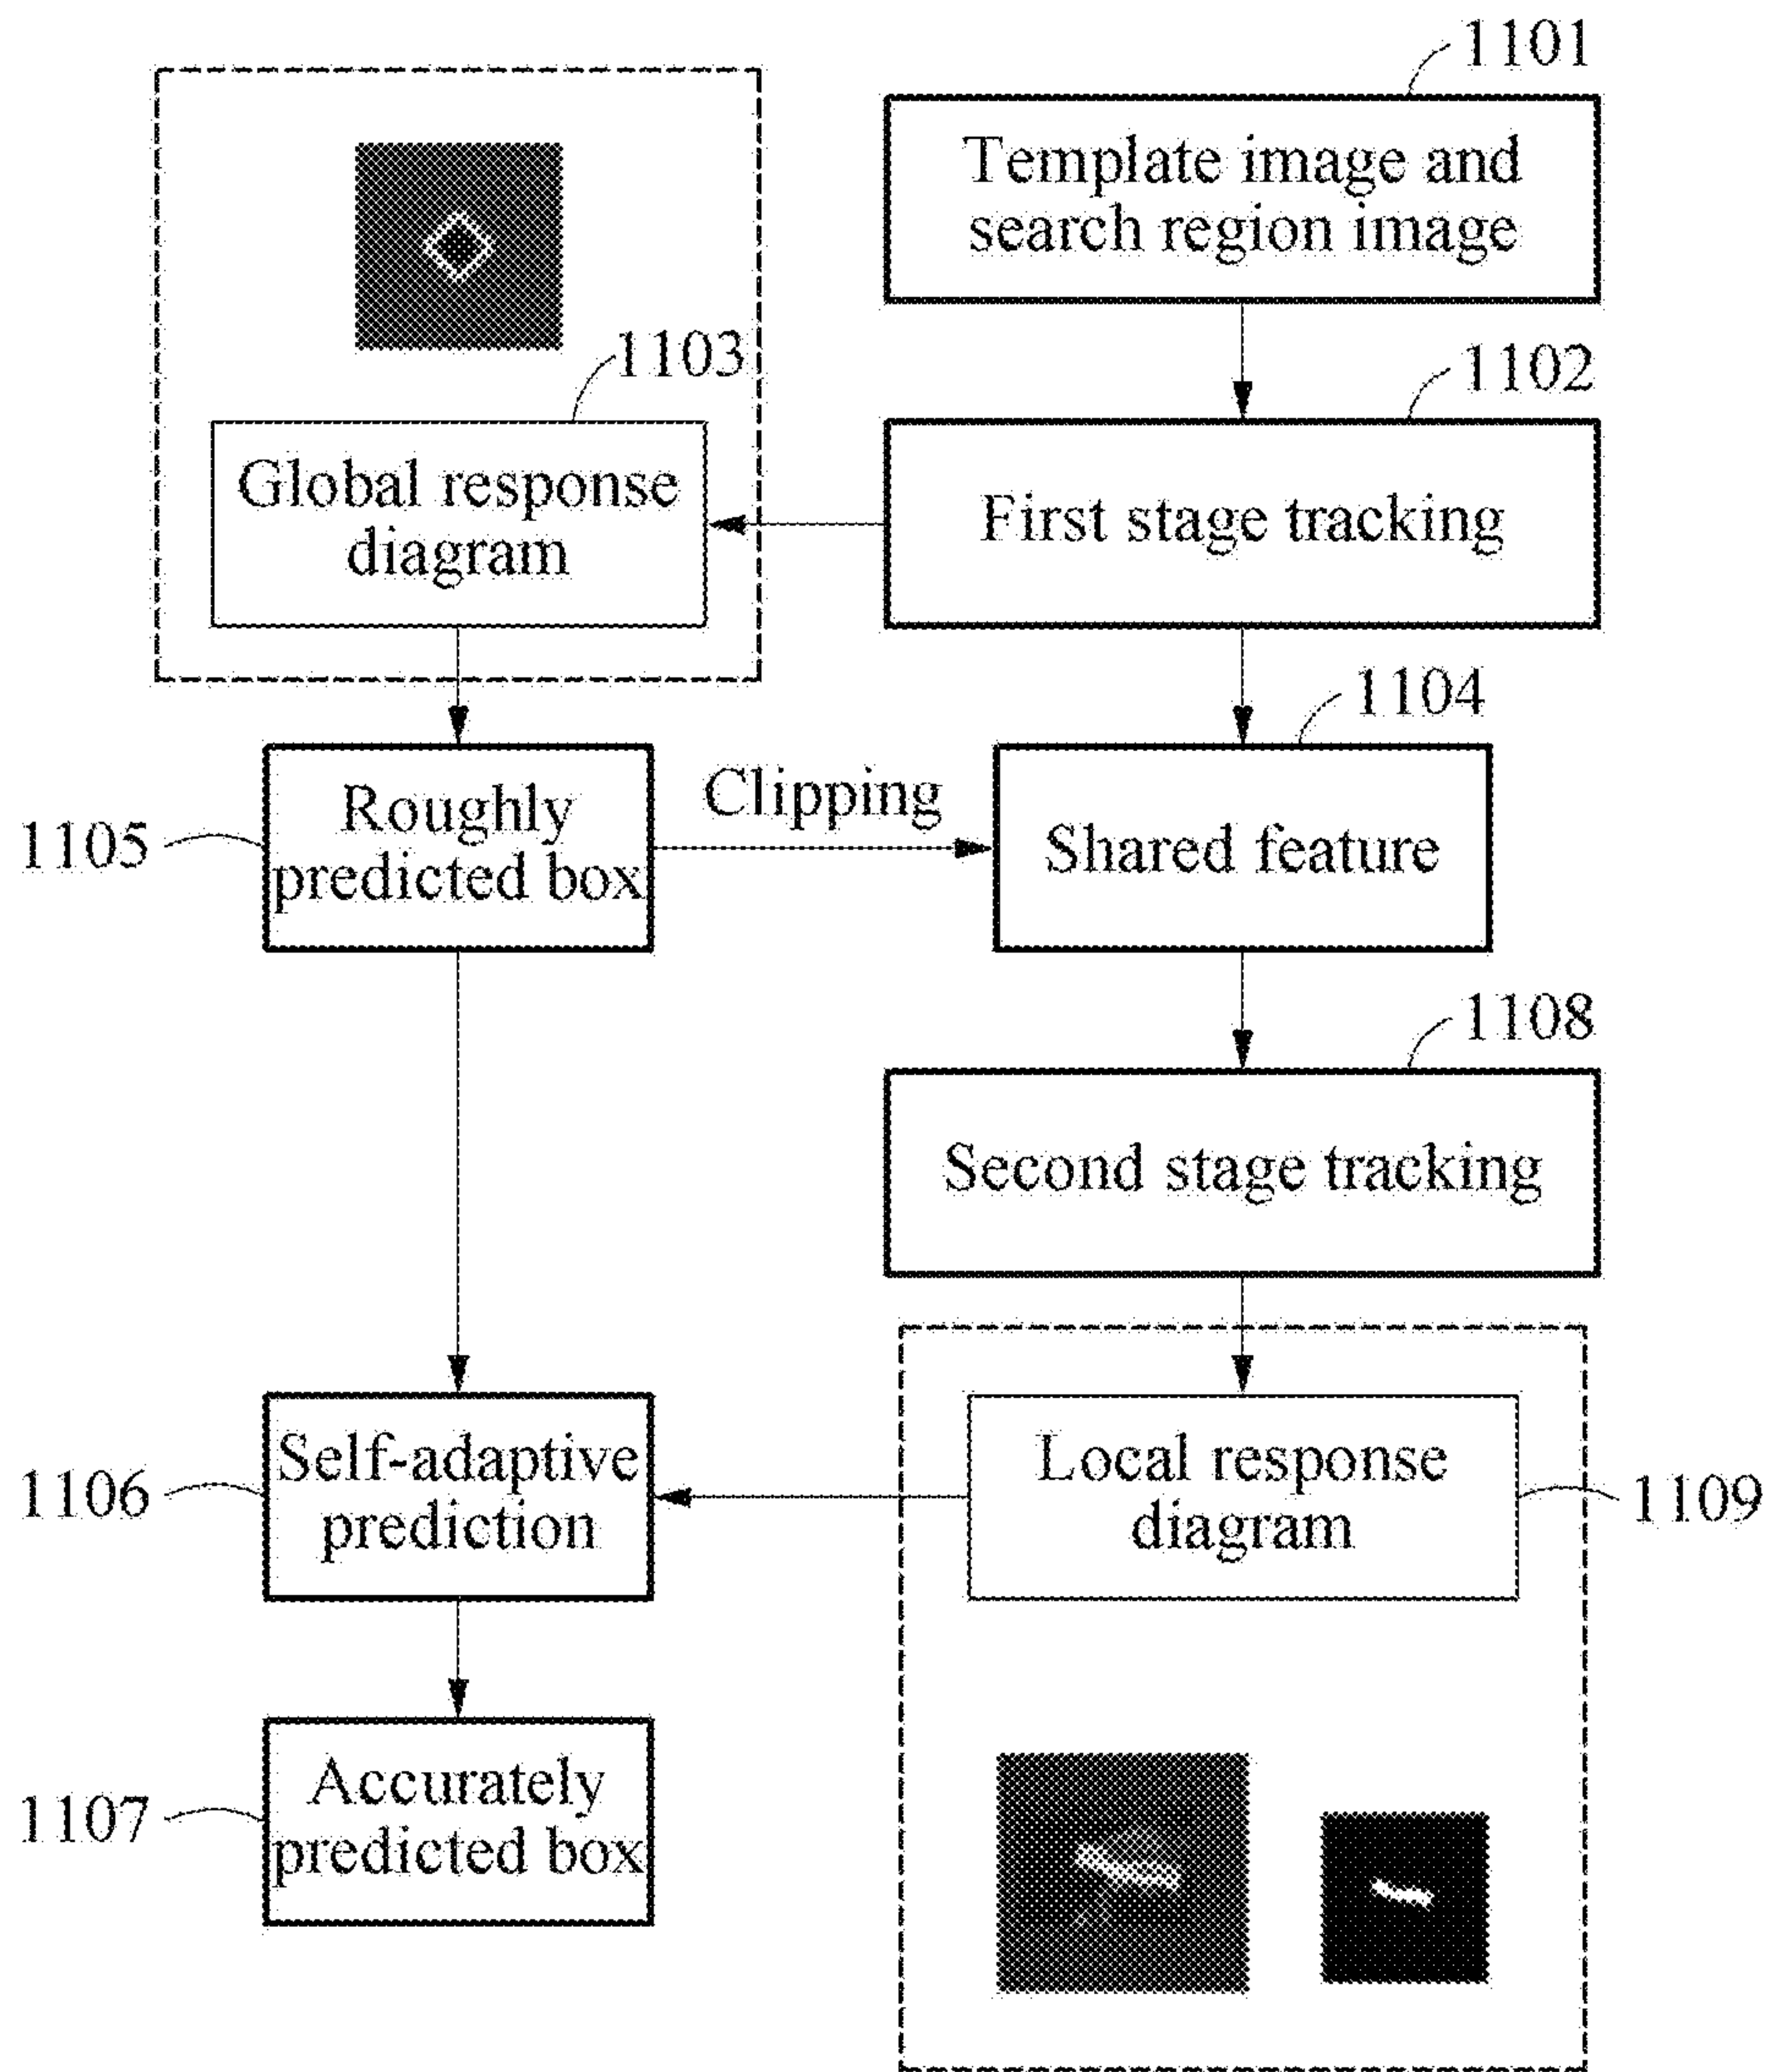 1101
Template image and
search region image
1103
1102
Global response
diagram
First stage tracking
1104
1105
Roughly
predicted box
Clipping
Shared feature
1108
Second stage tracking
1106
Self-adaptive
prediction
Local response
diagram
1109
1107
Accurately
predicted box